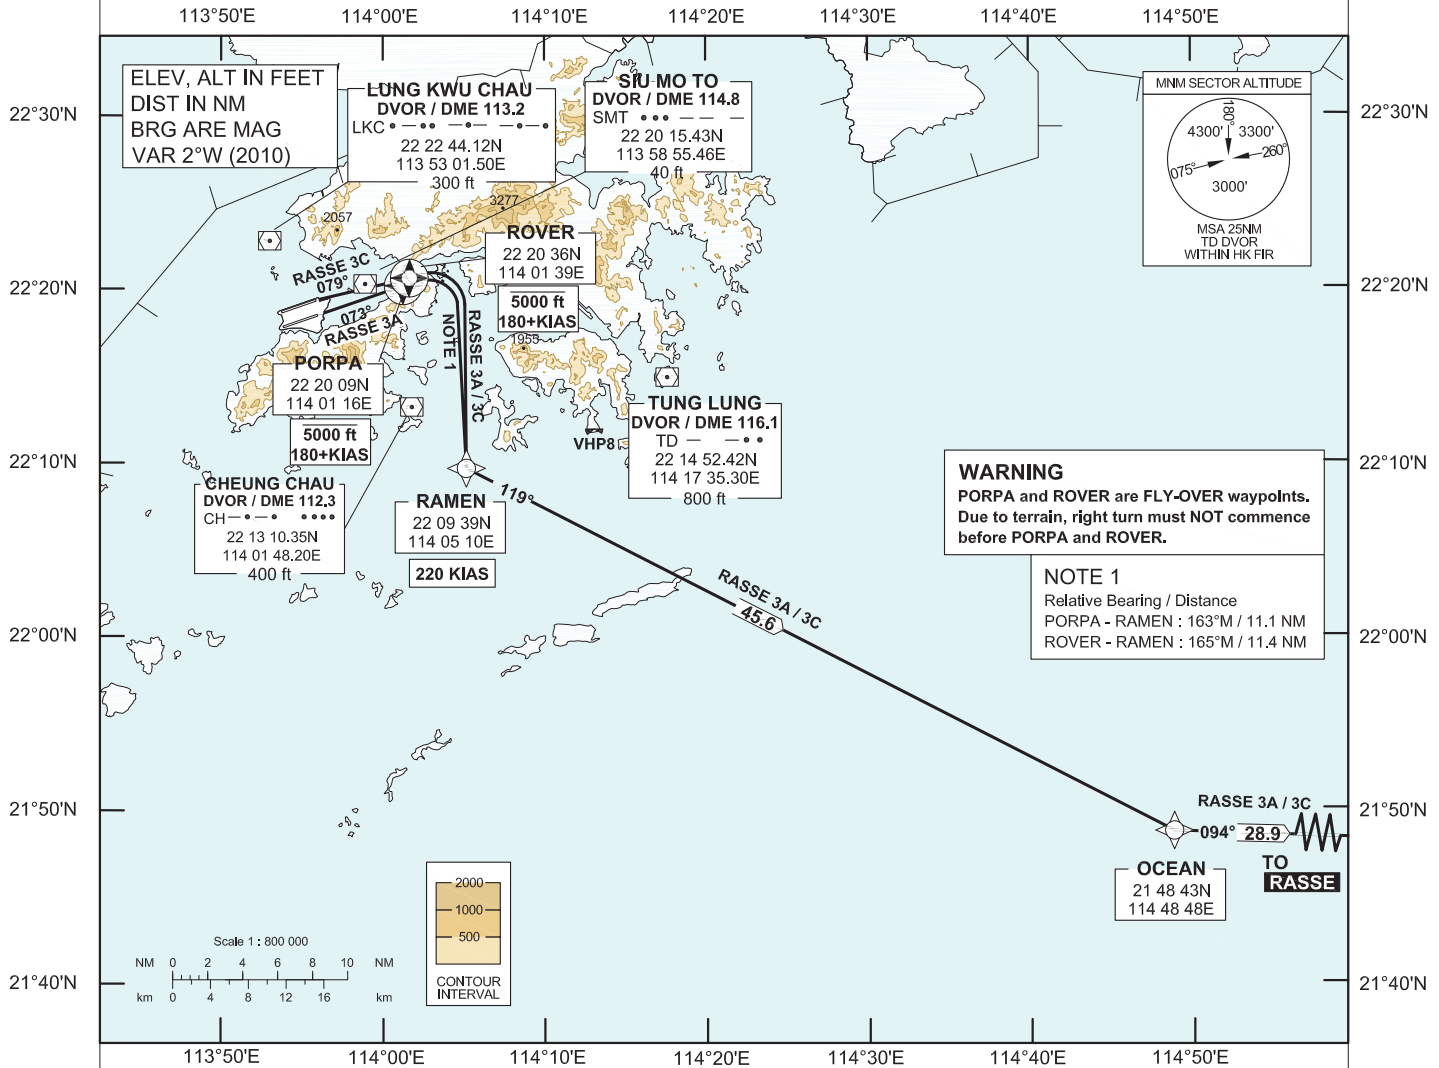 113°50'E 114°00'E 114°10'E 114°20'E 114°30'E 114°40'E 114°50'E
22°30'N
22°20'N
22°10'N
22°00'N
21°50'N
21°40'N
ELEV, ALT IN FEET
DIST IN NM
BRG ARE MAG
VAR 2°W (2010)
LUNG KWU CHAU
DVOR / DME 113.2
LKC
22 22 44.12N
113 53 01.50E
300 ft
SIU MO TO
DVOR / DME 114.8
SMT
22 20 15.43N
113 58 55.46E
40 ft
MNM SECTOR ALTITUDE
180°
4300' 3300'
260°
075°
3000'
MSA 25NM
TD DVOR
WITHIN HK FIR
2057
3277
ROVER
22 20 36N
114 01 39E
5000 ft
180+KIAS
1955
RASSE 3C
079°
073°
RASSE 3A
NOTE 1
RASSE 3A / 3C
PORPA
22 20 09N
114 01 16E
5000 ft
180+KIAS
VHP8
TUNG LUNG
DVOR / DME 116.1
TD
22 14 52.42N
114 17 35.30E
800 ft
CHEUNG CHAU
DVOR / DME 112.3
CH
22 13 10.35N
114 01 48.20E
400 ft
RAMEN
22 09 39N
114 05 10E
220 KIAS
119°
RASSE 3A / 3C
45.6
WARNING
PORPA and ROVER are FLY-OVER waypoints.
Due to terrain, right turn must NOT commence
before PORPA and ROVER.
NOTE 1
Relative Bearing / Distance
PORPA - RAMEN : 163°M / 11.1 NM
ROVER - RAMEN : 165°M / 11.4 NM
RASSE 3A / 3C
094° 28.9
TO
RASSE
OCEAN
21 48 43N
114 48 48E
2000
1000
500
CONTOUR
INTERVAL
Scale 1 : 800 000
NM 0 2 4 6 8 10 NM
km 0 4 8 12 16 km
22°30'N
22°20'N
22°10'N
22°00'N
21°50'N
21°40'N
113°50'E 114°00'E 114°10'E 114°20'E 114°30'E 114°40'E 114°50'E